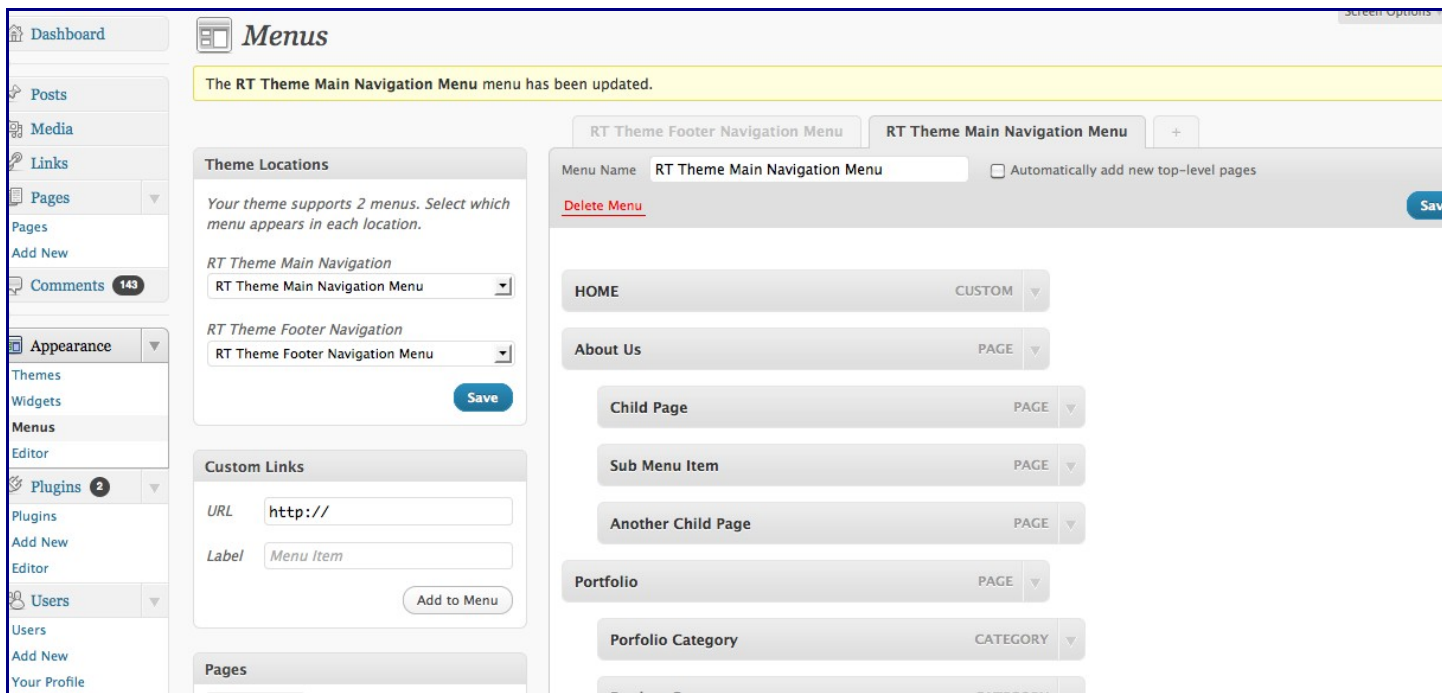 Dashboard
Posts
Media
Links
Pages
Pages
Add New
Comments 143
Appearance
Themes
Widgets
Menus
Editor
Plugins 2
Plugins
Add New
Editor
Users
Users
Add New
Your Profile
Screen Options
Menus
The RT Theme Main Navigation Menu menu has been updated.
Theme Locations
Your theme supports 2 menus. Select which
menu appears in each location.
RT Theme Main Navigation
RT Theme Main Navigation Menu
RT Theme Footer Navigation
RT Theme Footer Navigation Menu
Save
Custom Links
URL http://
Label Menu Item
Add to Menu
Pages
RT Theme Footer Navigation Menu RT Theme Main Navigation Menu +
Menu Name RT Theme Main Navigation Menu Automatically add new top-level pages
Delete Menu Sav
HOME CUSTOM
About Us PAGE
Child Page PAGE
Sub Menu Item PAGE
Another Child Page PAGE
Portfolio PAGE
Porfolio Category CATEGORY